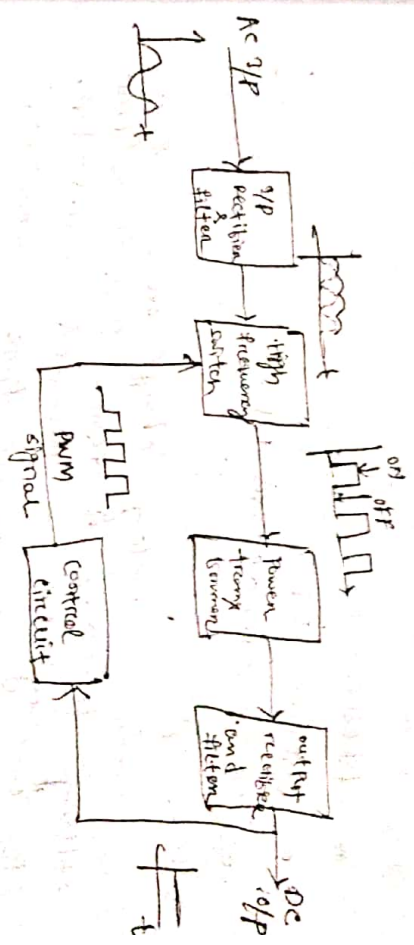 AC I/P
t
I/P
rectifier
&
filter
t
High
frequency
switch
ON
OFF
Power
transformer
output
rectifier
and
filter
DC
o/p
t
PWM
signal
control
circuit